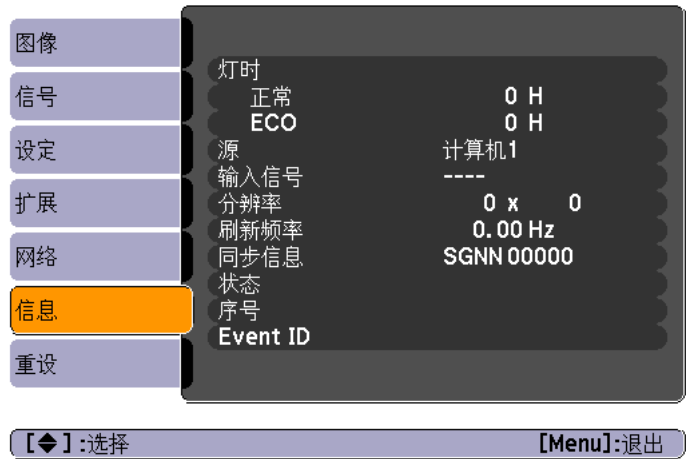 图像
信号
设定
扩展
网络
信息
重设
灯时
正常 0 H
ECO 0 H
源 计算机1
输入信号 ----
分辨率 0 x 0
刷新频率 0.00 Hz
同步信息 SGNN 00000
状态
序号
Event ID
[◆]:选择 [Menu]:退出